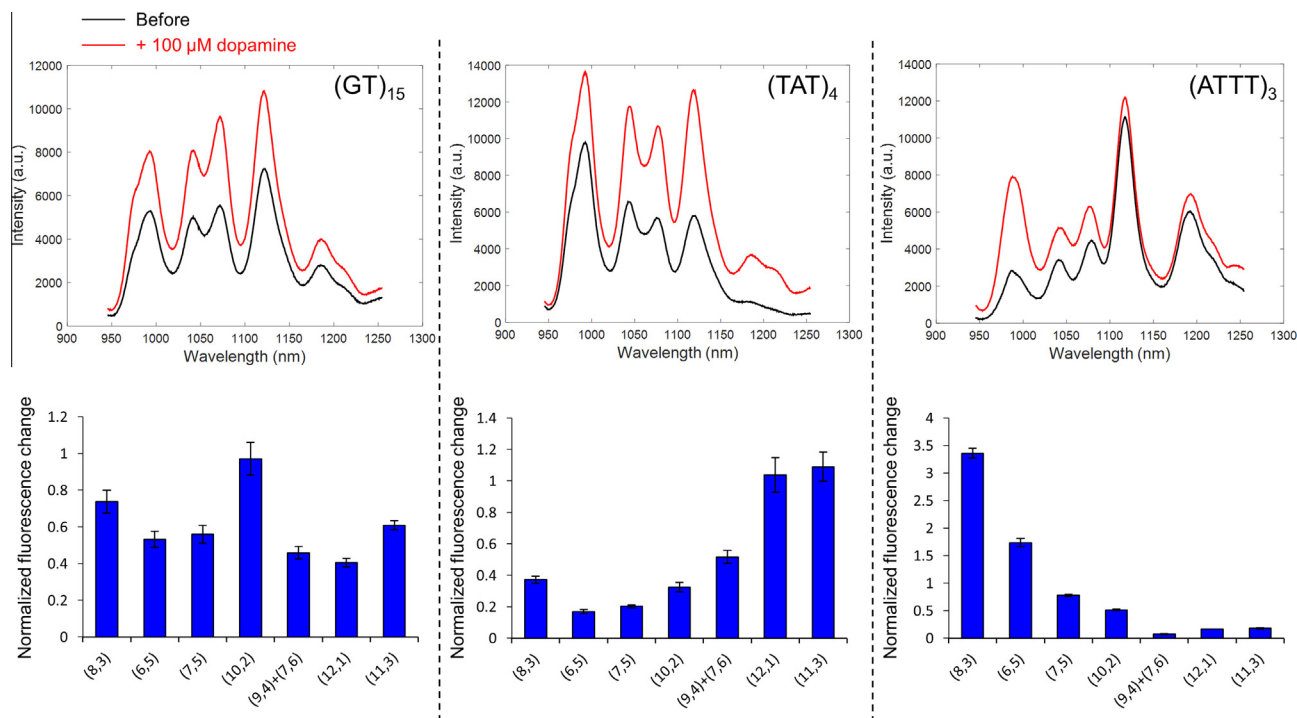 Before
+ 100 µM dopamine
(GT)15
12000
10000
8000
6000
4000
2000
0
Intensity (a.u.)
900 950 1000 1050 1100 1150 1200 1250 1300
Wavelength (nm)
(TAT)4
14000
12000
10000
8000
6000
4000
2000
0
Intensity (a.u.)
900 950 1000 1050 1100 1150 1200 1250 1300
Wavelength (nm)
(ATTT)3
14000
12000
10000
8000
6000
4000
2000
0
Intensity (a.u.)
900 950 1000 1050 1100 1150 1200 1250 1300
Wavelength (nm)
Normalized fluorescence change
1.2
1
0.8
0.6
0.4
0.2
0
(8,3) (6,5) (7,5) (10,2) (9,4)+(7,6) (12,1) (11,3)
Normalized fluorescence change
1.4
1.2
1
0.8
0.6
0.4
0.2
0
(8,3) (6,5) (7,5) (10,2) (9,4)+(7,6) (12,1) (11,3)
Normalized fluorescence change
4
3.5
3
2.5
2
1.5
1
0.5
0
(8,3) (6,5) (7,5) (10,2) (9,4)+(7,6) (12,1) (11,3)